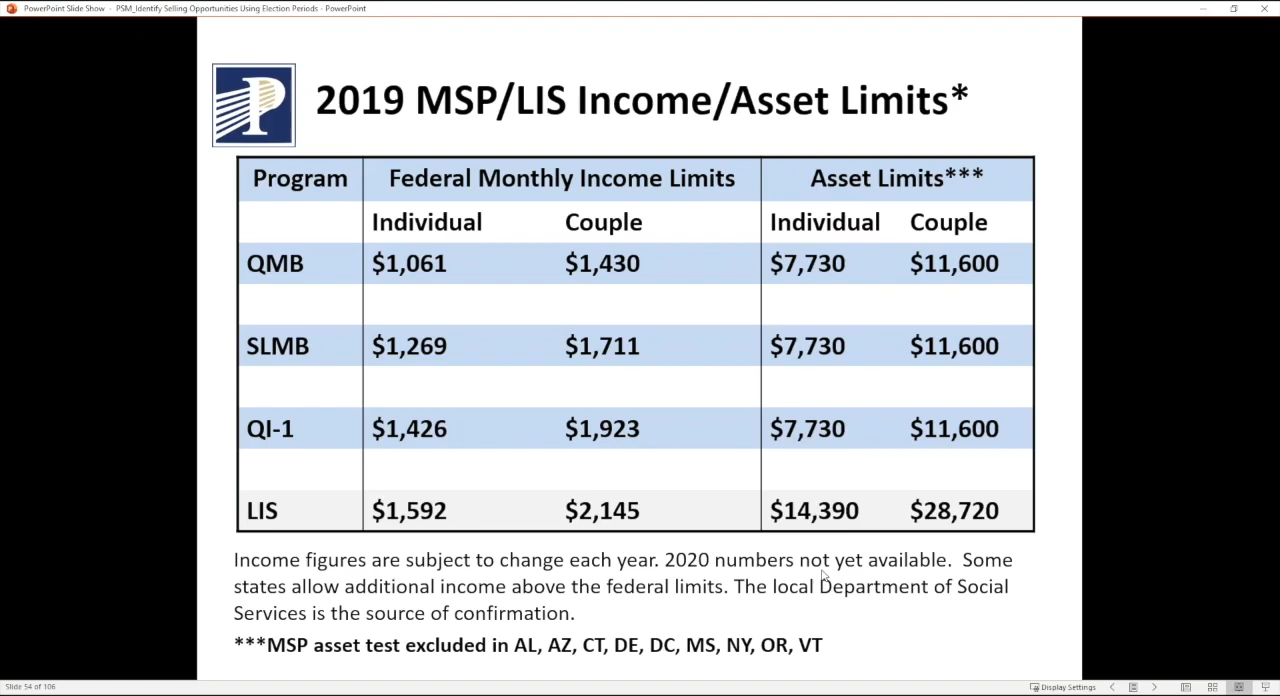 PowerPoint Slide Show - PSM_Identify Selling Opportunities Using Election Periods - PowerPoint
P
2019 MSP/LIS Income/Asset Limits*
Program Federal Monthly Income Limits Asset Limits***
Individual Couple Individual Couple
QMB $1,061 $1,430 $7,730 $11,600
SLMB $1,269 $1,711 $7,730 $11,600
QI-1 $1,426 $1,923 $7,730 $11,600
LIS $1,592 $2,145 $14,390 $28,720
Income figures are subject to change each year. 2020 numbers not yet available. Some
states allow additional income above the federal limits. The local Department of Social
Services is the source of confirmation.
***MSP asset test excluded in AL, AZ, CT, DE, DC, MS, NY, OR, VT
Slide 54 of 106 Display Settings